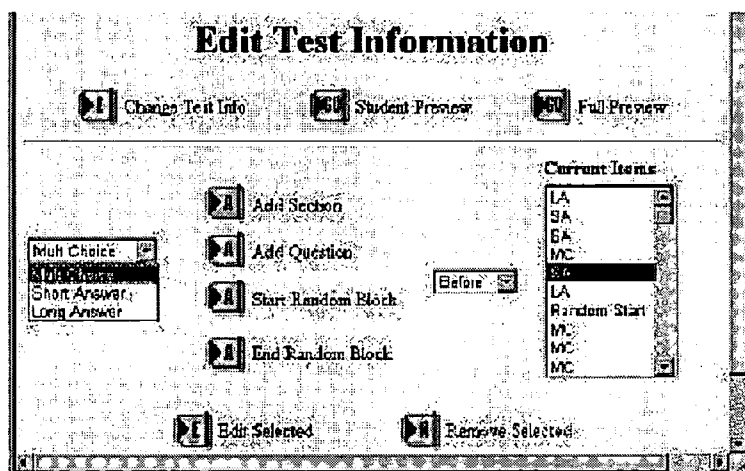 Edit Test Information
Change Test Info
Student Preview
Full Preview
Current Items
Add Section
Add Question
Start Random Block
End Random Block
Mult Choice
Short Answer
Long Answer
Before
LA
SA
SA
MC
SA
LA
Random Start
MC
MC
MC
Edit Selected
Remove Selected